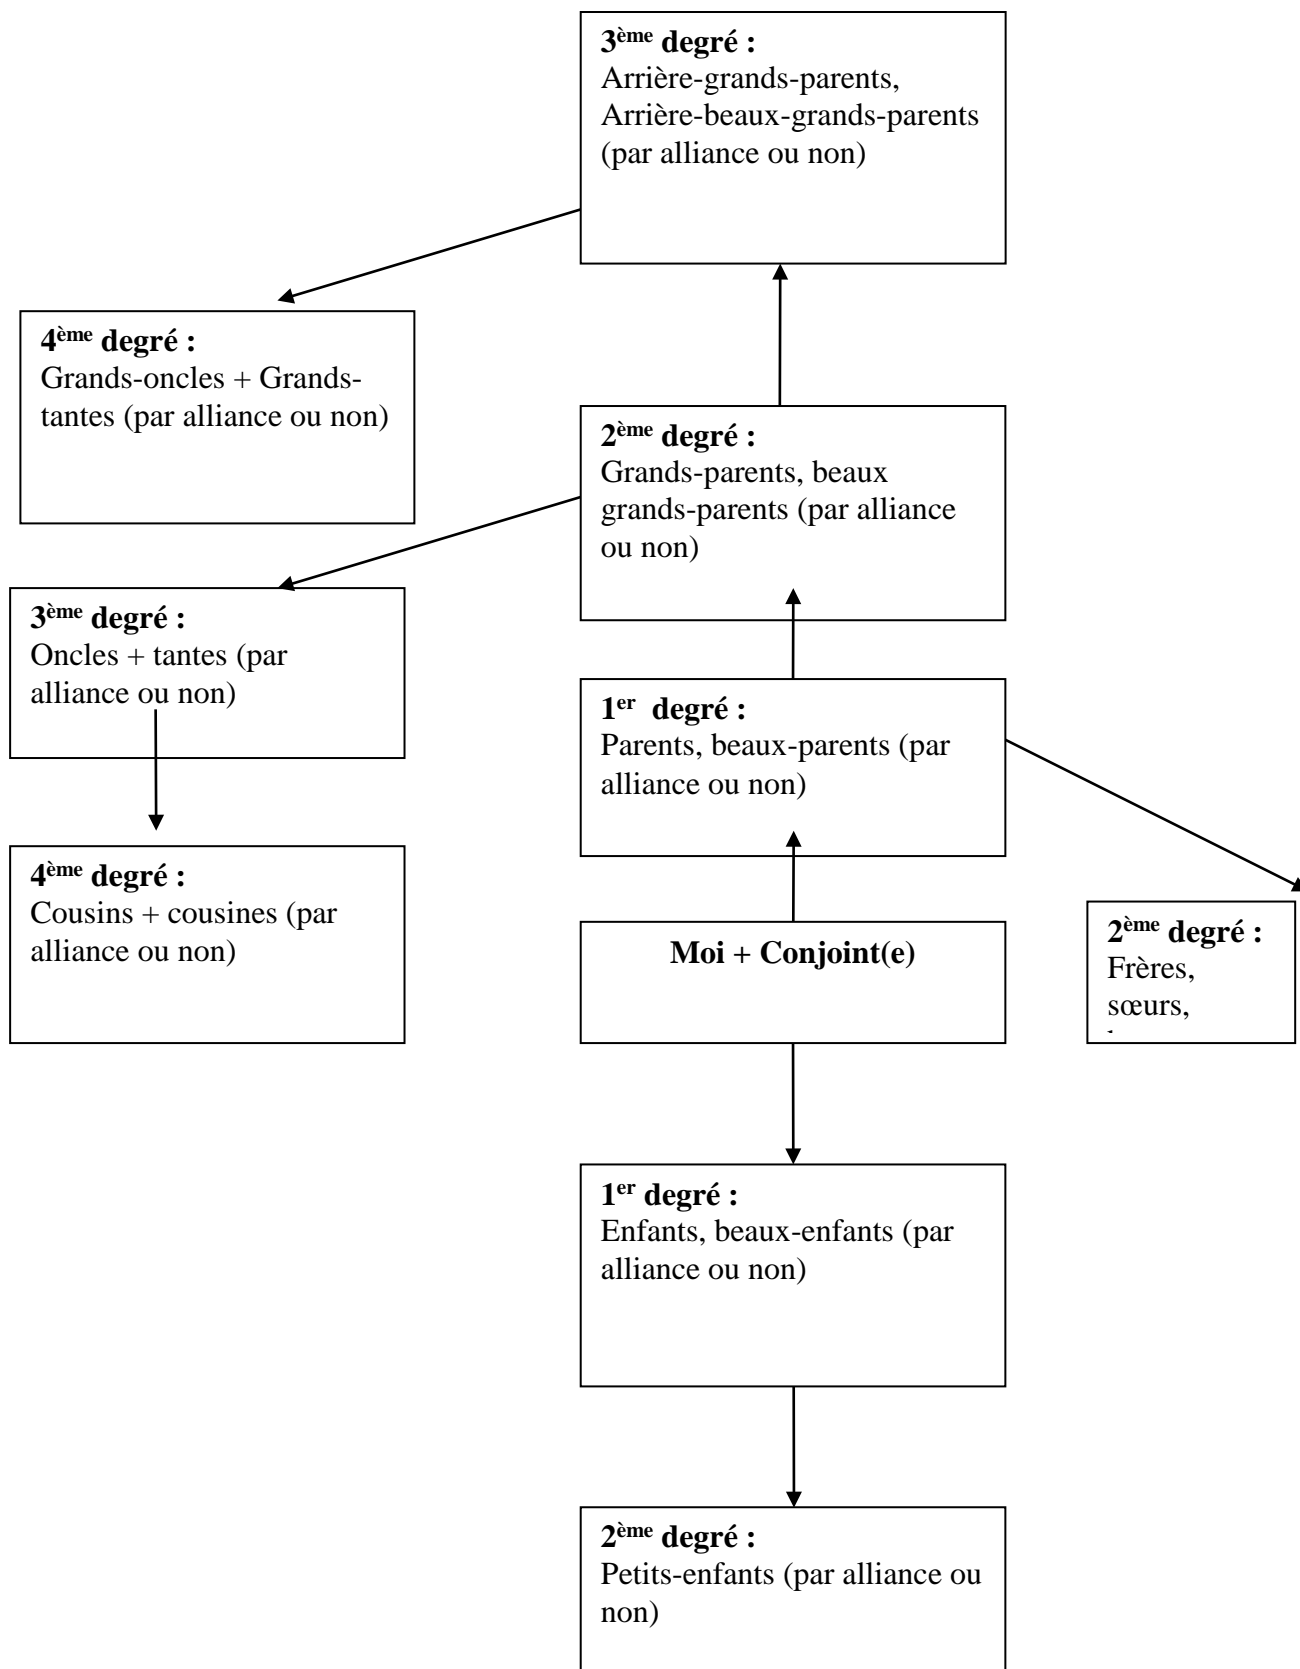 3ème degré :
Arrière-grands-parents,
Arrière-beaux-grands-parents
(par alliance ou non)
4ème degré :
Grands-oncles + Grands-
tantes (par alliance ou non)
2ème degré :
Grands-parents, beaux
grands-parents (par alliance
ou non)
3ème degré :
Oncles + tantes (par
alliance ou non)
1er degré :
Parents, beaux-parents (par
alliance ou non)
4ème degré :
Cousins + cousines (par
alliance ou non)
Moi + Conjoint(e)
2ème degré :
Frères,
sœurs,
1er degré :
Enfants, beaux-enfants (par
alliance ou non)
2ème degré :
Petits-enfants (par alliance ou
non)